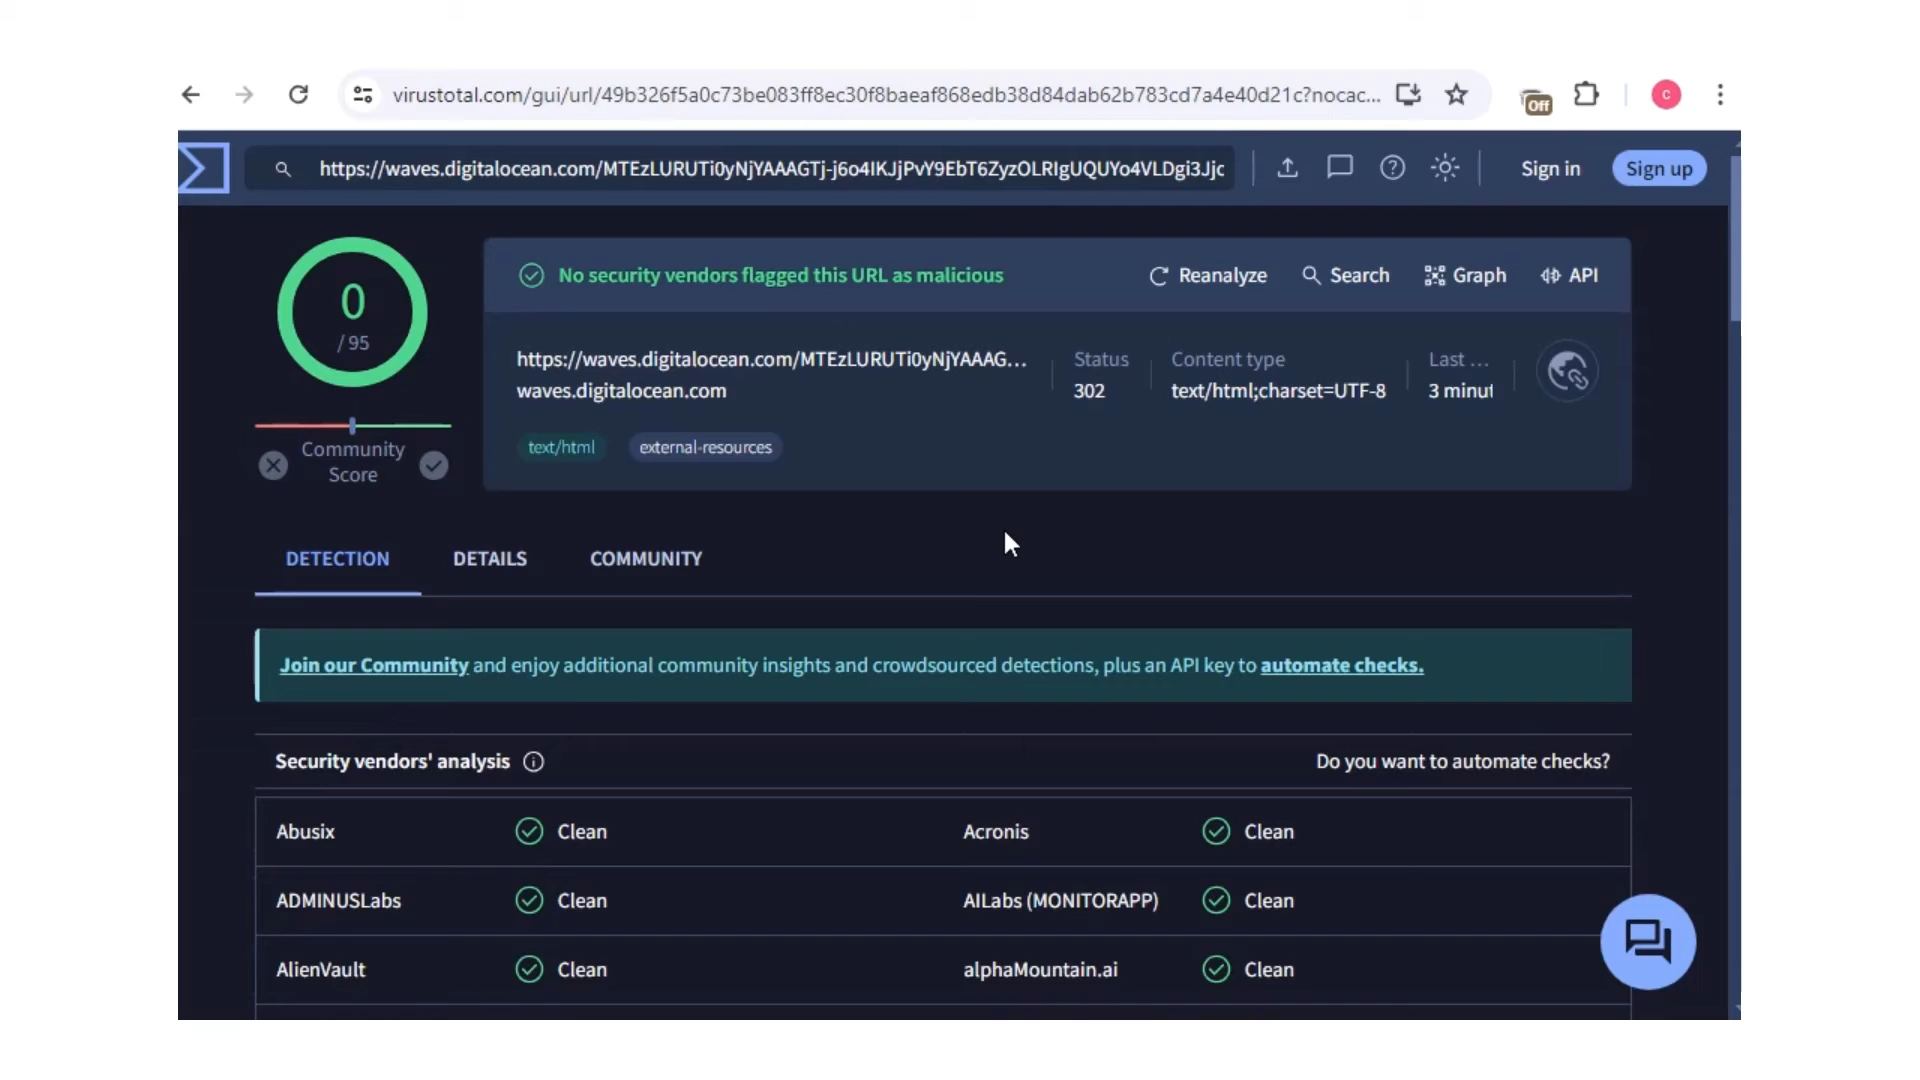 virustotal.com/gui/url/49b326f5a0c73be083ff8ec30f8baeaf868edb38d84dab62b783cd7a4e40d21c?nocac...
Off
C
https://waves.digitalocean.com/MTEzLURUTi0yNjYAAAGTj-j6o4IKJjPvY9EbT6ZyzOLRIgUQUYo4VLDgi3Jjc
Sign in
Sign up
0
/ 95
Community
Score
No security vendors flagged this URL as malicious
Reanalyze
Search
Graph
API
https://waves.digitalocean.com/MTEzLURUTi0yNjYAAAG...
waves.digitalocean.com
Status
302
Content type
text/html;charset=UTF-8
Last ...
3 minut
text/html
external-resources
DETECTION
DETAILS
COMMUNITY
Join our Community and enjoy additional community insights and crowdsourced detections, plus an API key to automate checks.
Security vendors' analysis
Do you want to automate checks?
Abusix
Clean
Acronis
Clean
ADMINUSLabs
Clean
AILabs (MONITORAPP)
Clean
AlienVault
Clean
alphaMountain.ai
Clean